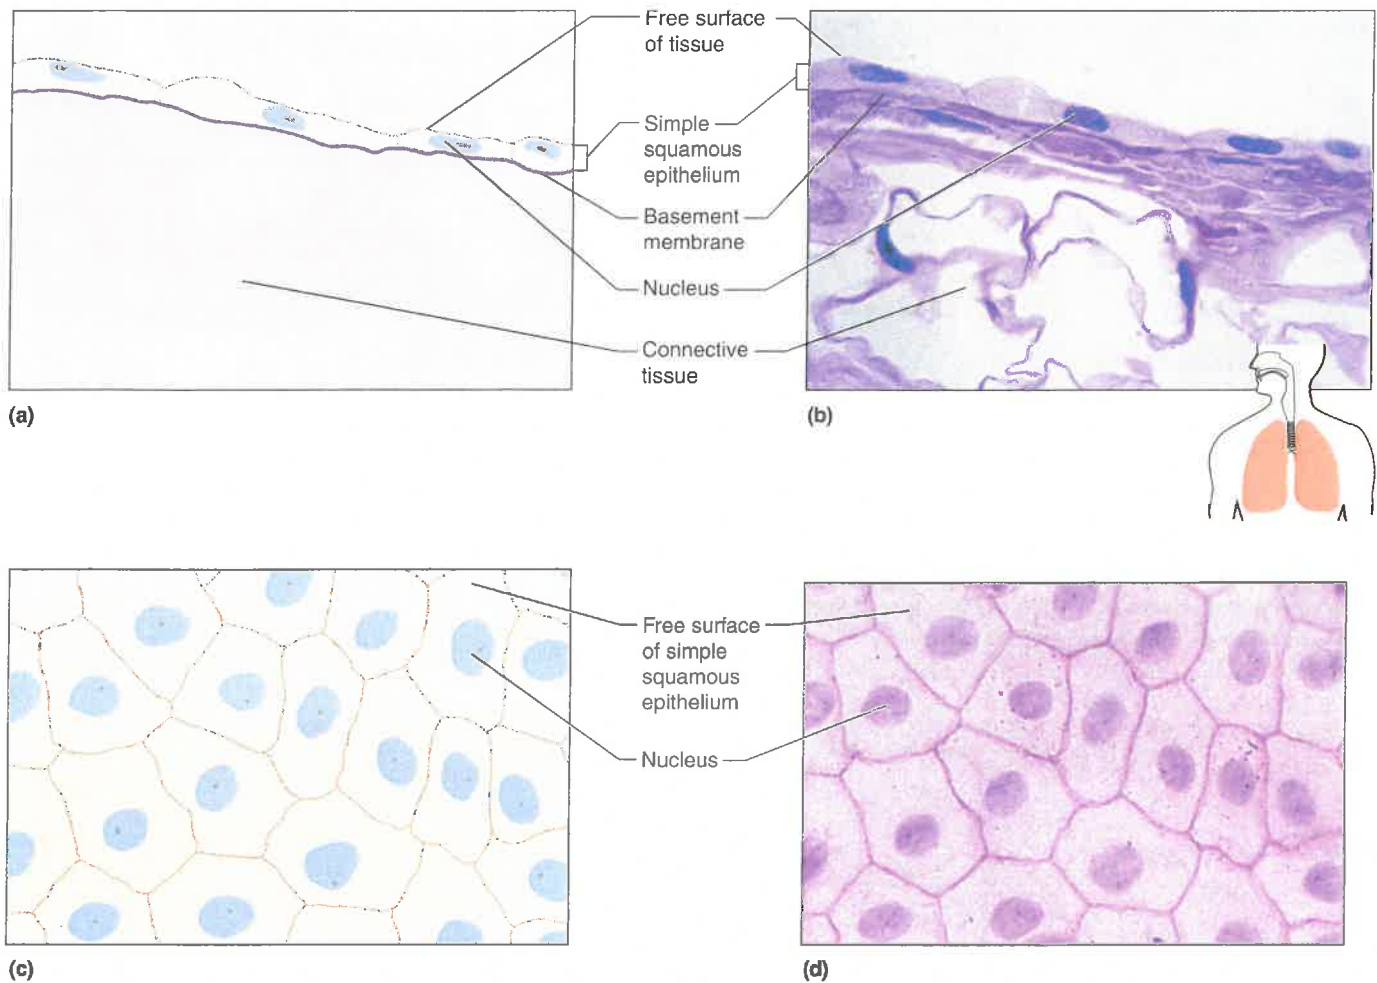 Free surface
of tissue
Simple
squamous
epithelium
Basement
membrane
Nucleus
Connective
tissue
(a)
(b)
Free surface
of simple
squamous
epithelium
Nucleus
(c)
(d)